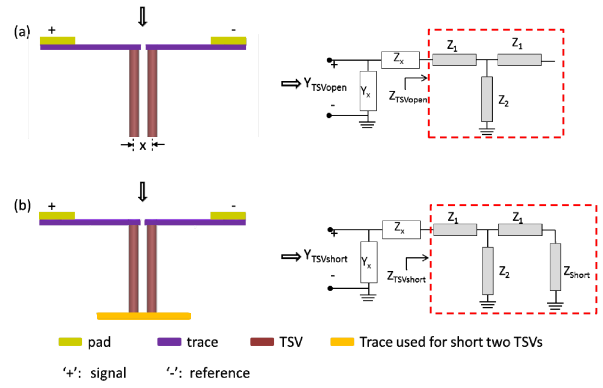 (a)
+ -
X
Y_TSVopen
+
-
Y_x
Z_x
Z_TSVopen
Z_1
Z_1
Z_2
(b)
+ -
Y_TSVshort
+
-
Y_x
Z_x
Z_TSVshort
Z_1
Z_1
Z_2
Z_Short
pad trace TSV Trace used for short two TSVs
'+': signal '-': reference